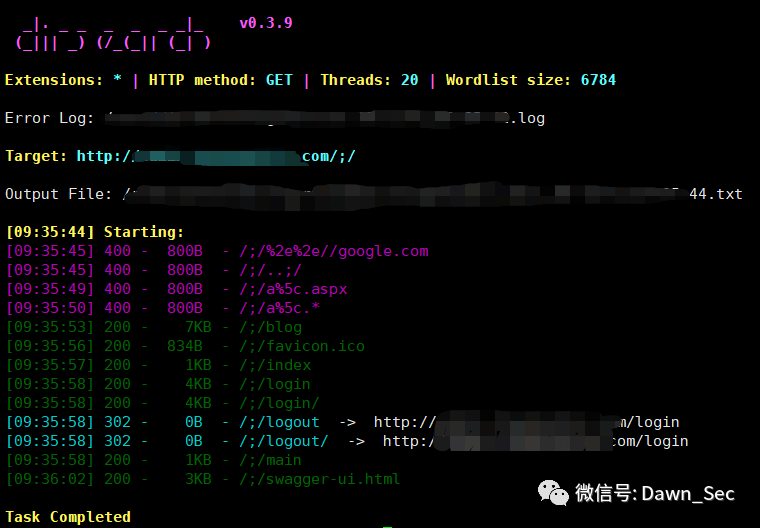 v0.3.9
Extensions: * | HTTP method: GET | Threads: 20 | Wordlist size: 6784
Error Log: .log
Target: http:// com/;/
Output File: / 44.txt
[09:35:44] Starting:
[09:35:45] 400 - 800B - /;/%2e%2e//google.com
[09:35:45] 400 - 800B - /;/..;/
[09:35:49] 400 - 800B - /;/a%5c.aspx
[09:35:50] 400 - 800B - /;/a%5c.*
[09:35:53] 200 - 7KB - /;/blog
[09:35:56] 200 - 834B - /;/favicon.ico
[09:35:57] 200 - 1KB - /;/index
[09:35:58] 200 - 4KB - /;/login
[09:35:58] 200 - 4KB - /;/login/
[09:35:58] 302 - 0B - /;/logout -> http:// /login
[09:35:58] 302 - 0B - /;/logout/ -> http:/ com/login
[09:35:58] 200 - 1KB - /;/main
[09:36:02] 200 - 3KB - /;/swagger-ui.html
微信号: Dawn_Sec
Task Completed